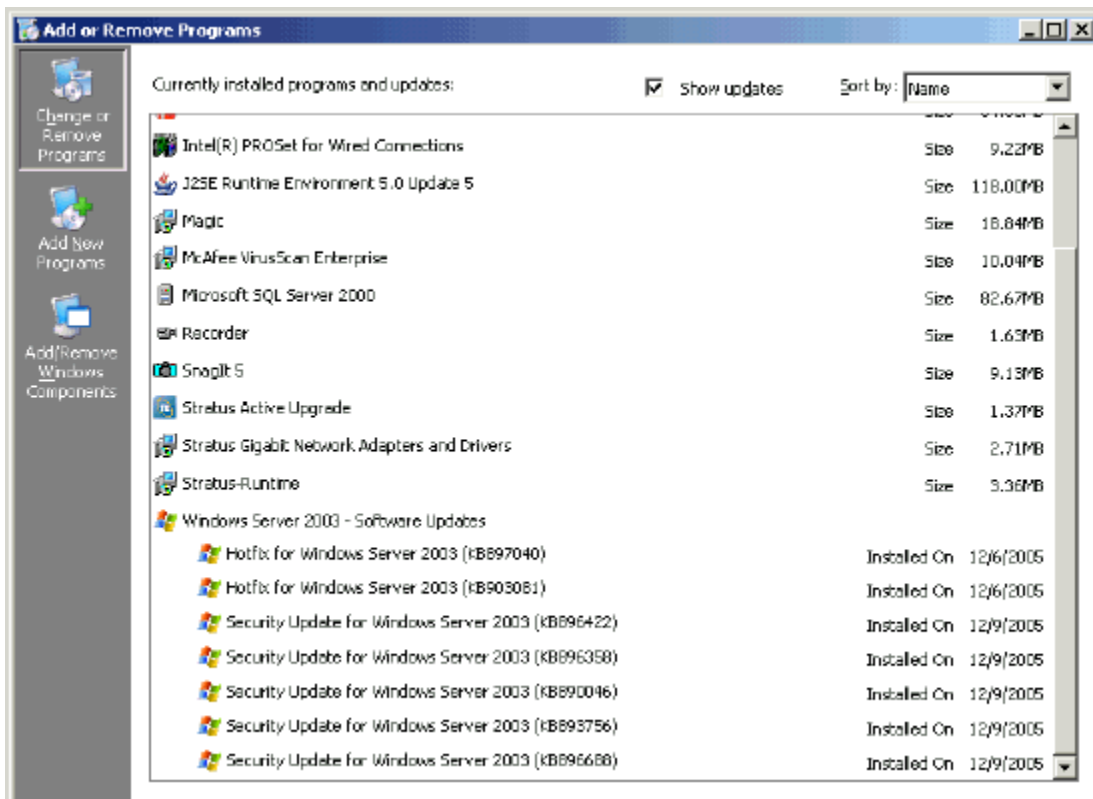 Add or Remove Programs
Change or
Remove
Programs
Add New
Programs
Add/Remove
Windows
Components
Currently installed programs and updates:
Show updates
Sort by: Name
Intel(R) PROSet for Wired Connections Size 9.22MB
J2SE Runtime Environment 5.0 Update 5 Size 118.00MB
Magic Size 18.84MB
McAfee VirusScan Enterprise Size 10.04MB
Microsoft SQL Server 2000 Size 82.67MB
Recorder Size 1.63MB
SnagIt 5 Size 9.13MB
Stratus Active Upgrade Size 1.37MB
Stratus Gigabit Network Adapters and Drivers Size 2.71MB
Stratus-Runtime Size 3.36MB
Windows Server 2003 - Software Updates
Hotfix for Windows Server 2003 (KB897040) Installed On 12/6/2005
Hotfix for Windows Server 2003 (KB903081) Installed On 12/6/2005
Security Update for Windows Server 2003 (KB896422) Installed On 12/9/2005
Security Update for Windows Server 2003 (KB896358) Installed On 12/9/2005
Security Update for Windows Server 2003 (KB890046) Installed On 12/9/2005
Security Update for Windows Server 2003 (KB893756) Installed On 12/9/2005
Security Update for Windows Server 2003 (KB896688) Installed On 12/9/2005